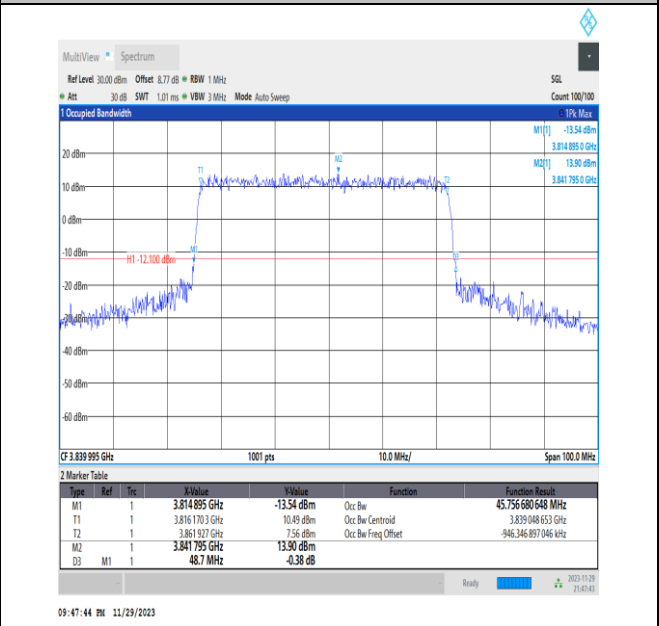 MultiView Spectrum
Ref Level 30.00 dBm Offset 8.77 dB RBW 1 MHz SGL
Att 30 dB SWT 1.01 ms VBW 3 MHz Mode Auto Sweep Count 100/100
1 Occupied Bandwidth 1Pk Max
M1[1] -13.54 dBm
3.814 895 0 GHz
M2[1] 13.90 dBm
3.841 795 0 GHz
20 dBm
M2
T1
T2
10 dBm
0 dBm
-10 dBm
M1
H1 -12.100 dBm
D3
-20 dBm
-30 dBm
-40 dBm
-50 dBm
-60 dBm
CF 3.839 995 GHz 1001 pts 10.0 MHz/ Span 100.0 MHz
2 Marker Table
Type Ref Trc X-Value Y-Value Function Function Result
M1 1 3.814 895 GHz -13.54 dBm Occ Bw 45.756 680 648 MHz
T1 1 3.816 170 3 GHz 10.49 dBm Occ Bw Centroid 3.839 048 653 GHz
T2 1 3.861 927 GHz 7.56 dBm Occ Bw Freq Offset -946.346 897 046 kHz
M2 1 3.841 795 GHz 13.90 dBm
D3 M1 1 48.7 MHz -0.38 dB
Ready 2023-11-29
21:47:43
09:47:44 PM 11/29/2023